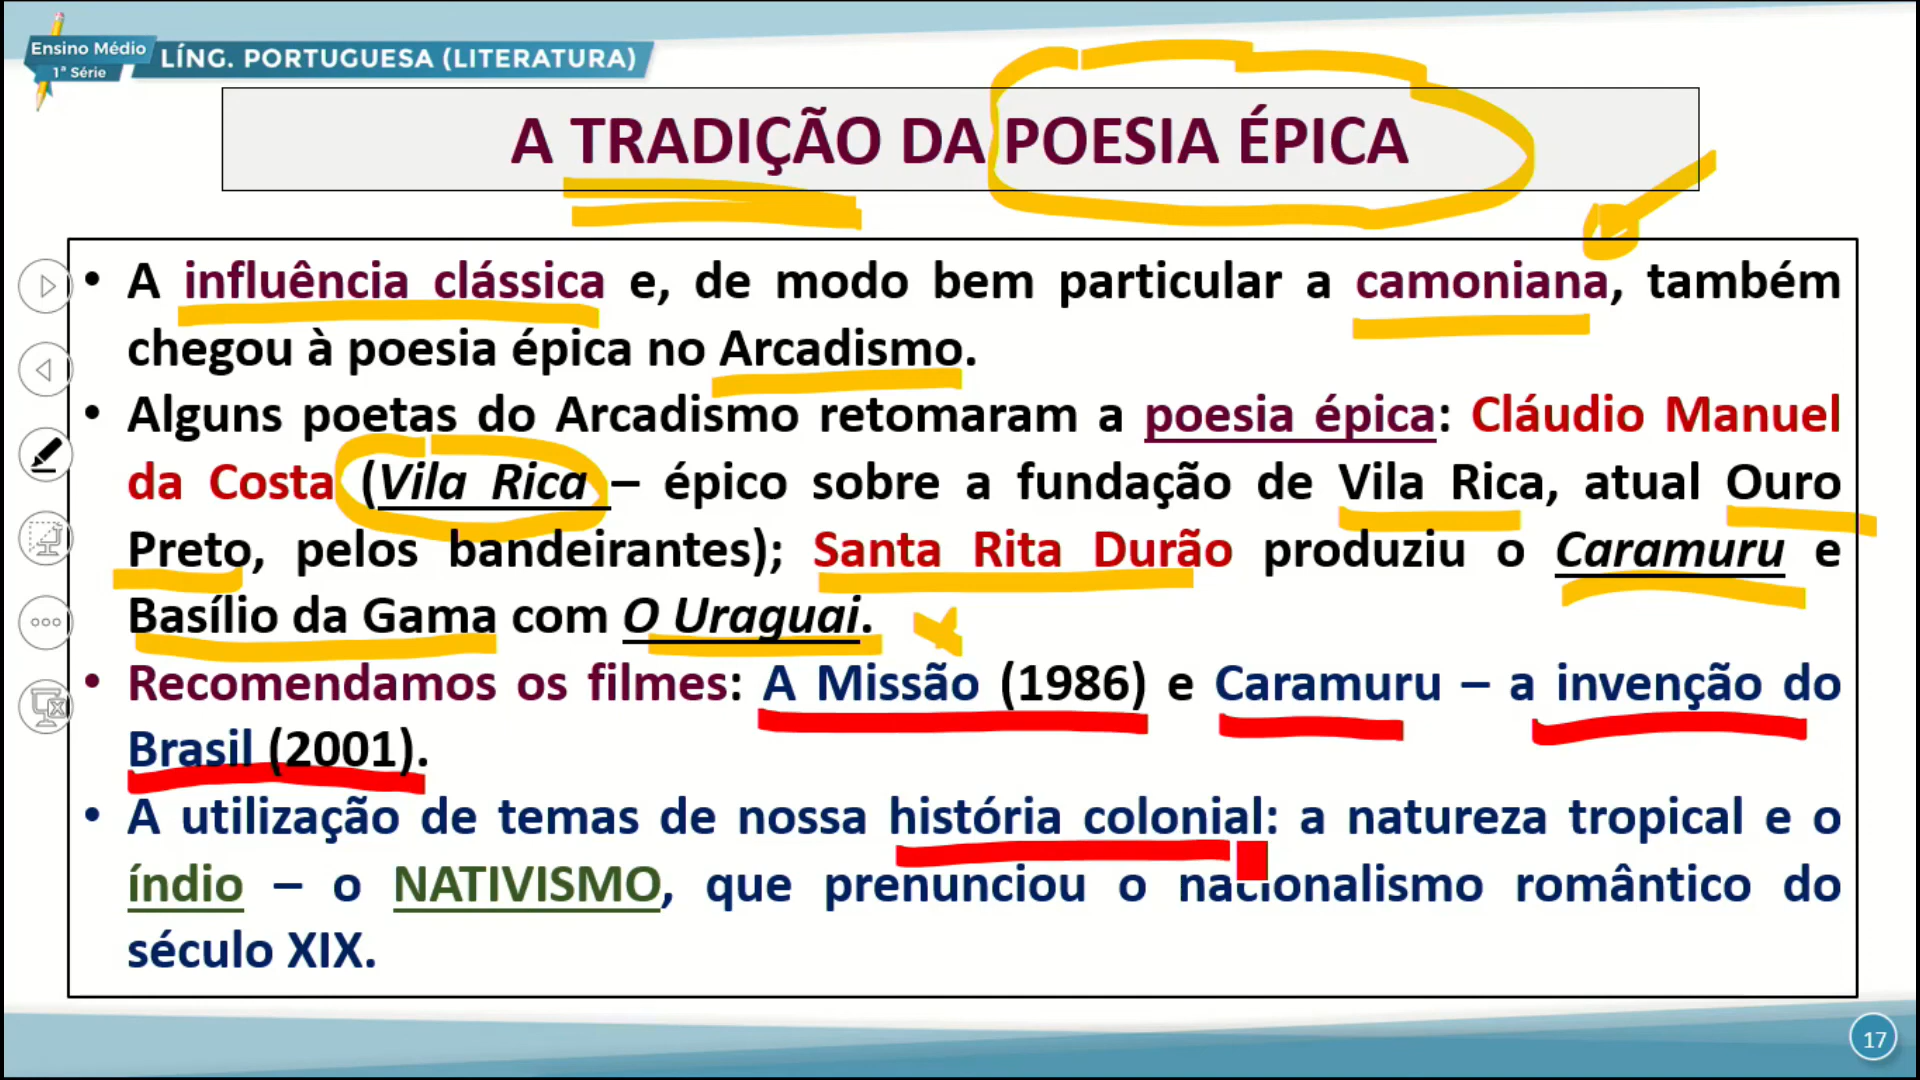 Ensino Médio
1ª Série
LÍNG. PORTUGUESA (LITERATURA)
A TRADIÇÃO DA POESIA ÉPICA
• A influência clássica e, de modo bem particular a camoniana, também
chegou à poesia épica no Arcadismo.
• Alguns poetas do Arcadismo retomaram a poesia épica: Cláudio Manuel
da Costa (Vila Rica – épico sobre a fundação de Vila Rica, atual Ouro
Preto, pelos bandeirantes); Santa Rita Durão produziu o Caramuru e
Basílio da Gama com O Uraguai.
• Recomendamos os filmes: A Missão (1986) e Caramuru – a invenção do
Brasil (2001).
• A utilização de temas de nossa história colonial: a natureza tropical e o
índio – o NATIVISMO, que prenunciou o nacionalismo romântico do
século XIX.
17